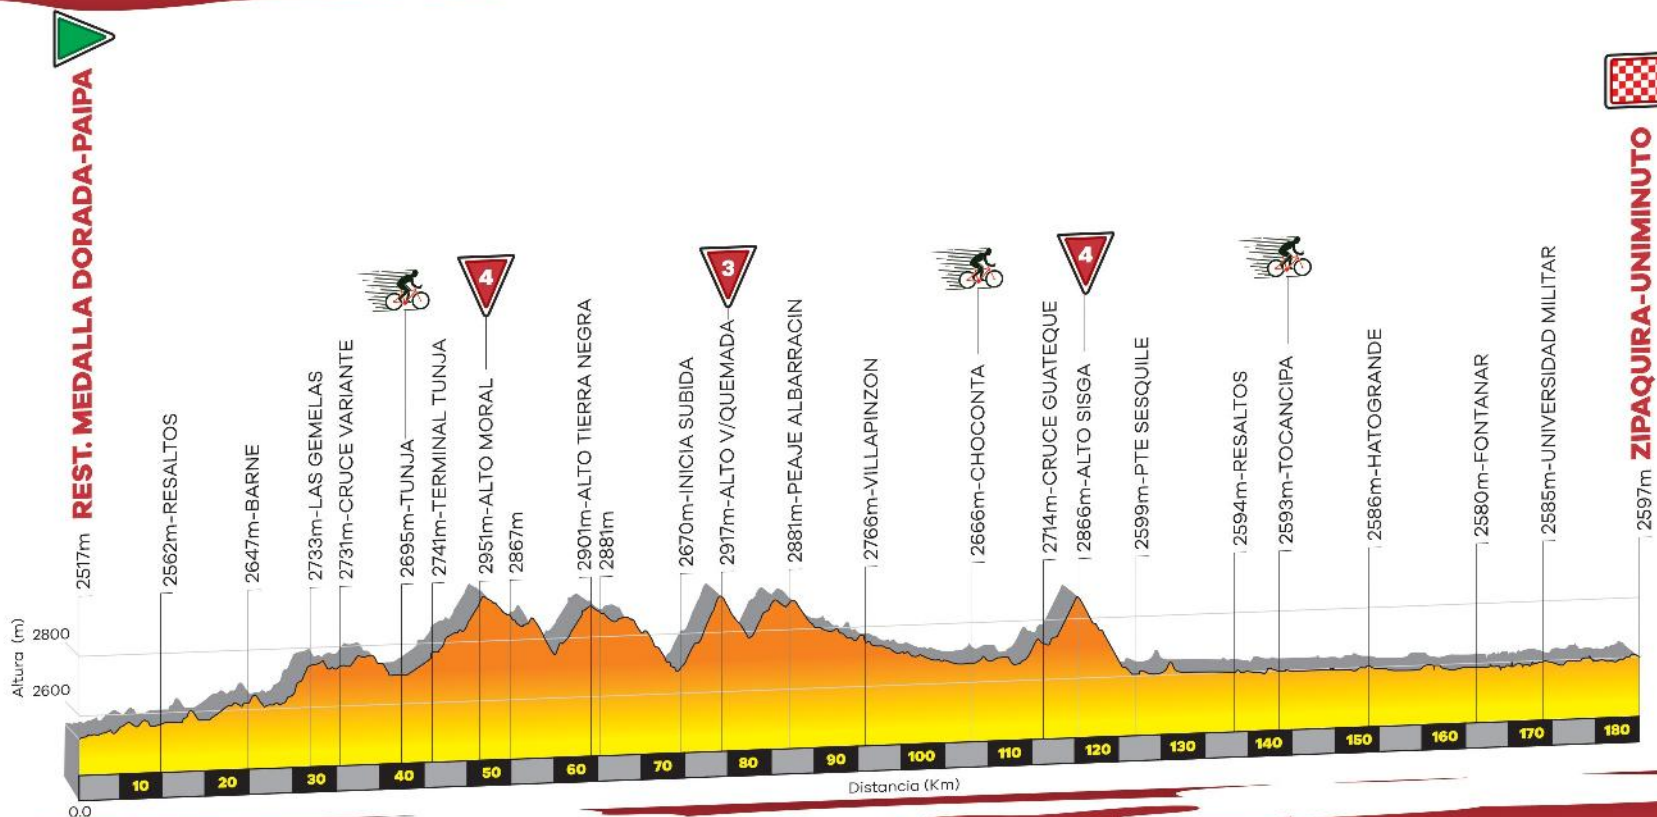 2517m REST. MEDALLA DORADA-PAIPA
2562m-RESALTOS
2647m-BARNE
2733m-LAS GEMELAS
2731m-CRUCE VARIANTE
2695m-TUNJA
2741m-TERMINAL TUNJA
4
2951m-ALTO MORAL
2867m
2901m-ALTO TIERRA NEGRA
2881m
2670m-INICIA SUBIDA
3
2917m-ALTO V/QUEMADA
2881m-PEAJE ALBARRACIN
2766m-VILLAPINZON
2666m-CHOCONTA
2714m-CRUCE GUATEQUE
4
2866m-ALTO SISGA
2599m-PTE SESQUILE
2594m-RESALTOS
2593m-TOCANCIPA
2586m-HATOGRANDE
2580m-FONTANAR
2585m-UNIVERSIDAD MILITAR
2597m ZIPAQUIRA-UNIMINUTO
Altura (m)
2800
2600
10 20 30 40 50 60 70 80 90 100 110 120 130 140 150 160 170 180
0.0
Distancia (Km)